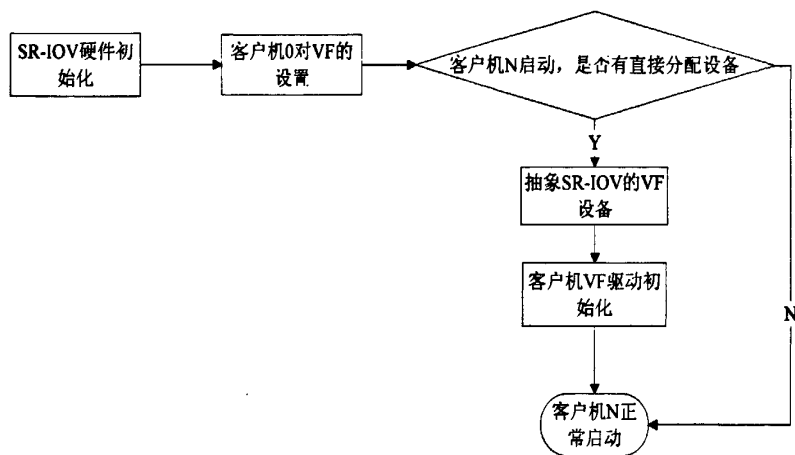 SR-IOV硬件初
始化
客户机0对VF的
设置
客户机N启动，是否有直接分配设备
Y
抽象SR-IOV的VF
设备
客户机VF驱动初
始化
N
客户机N正
常启动